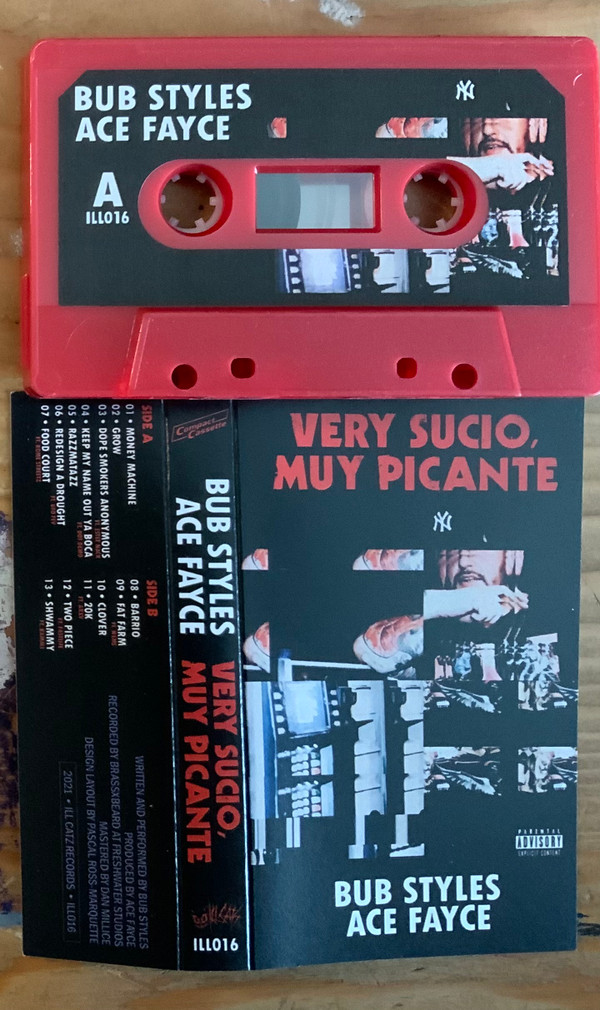 BUB STYLES
ACE FAYCE
NY
A
ILL016
VERY SUCIO,
MUY PICANTE
NY
PARENTAL
ADVISORY
EXPLICIT CONTENT
BUB STYLES
ACE FAYCE
Compact
Cassette
BUB STYLES
ACE FAYCE
VERY SUCIO,
MUY PICANTE
ILL016
SIDE A
01 • MONEY MACHINE
02 • GROW
03 • DOPE SMOKERS ANONYMOUS
04 • KEEP MY NAME OUT YA BOCA
05 • RAZZMATAZZ
06 • REDESIGN A DROUGHT
07 • FOOD COURT
SIDE B
08 • BARRIO
09 • FAT FARM
10 • CLOVER
11 • 20K
12 • TWO PIECE
13 • SHWAMMY
WRITTEN AND PERFORMED BY BUB STYLES
PRODUCED BY ACE FAYCE
RECORDED BY BRASSXBEARD AT FRESHWATER STUDIOS
MASTERED BY DAN MILLICE
DESIGN LAYOUT BY PASCAL ROSS-MARQUETTE
2021 • ILL CATZ RECORDS • ILL016